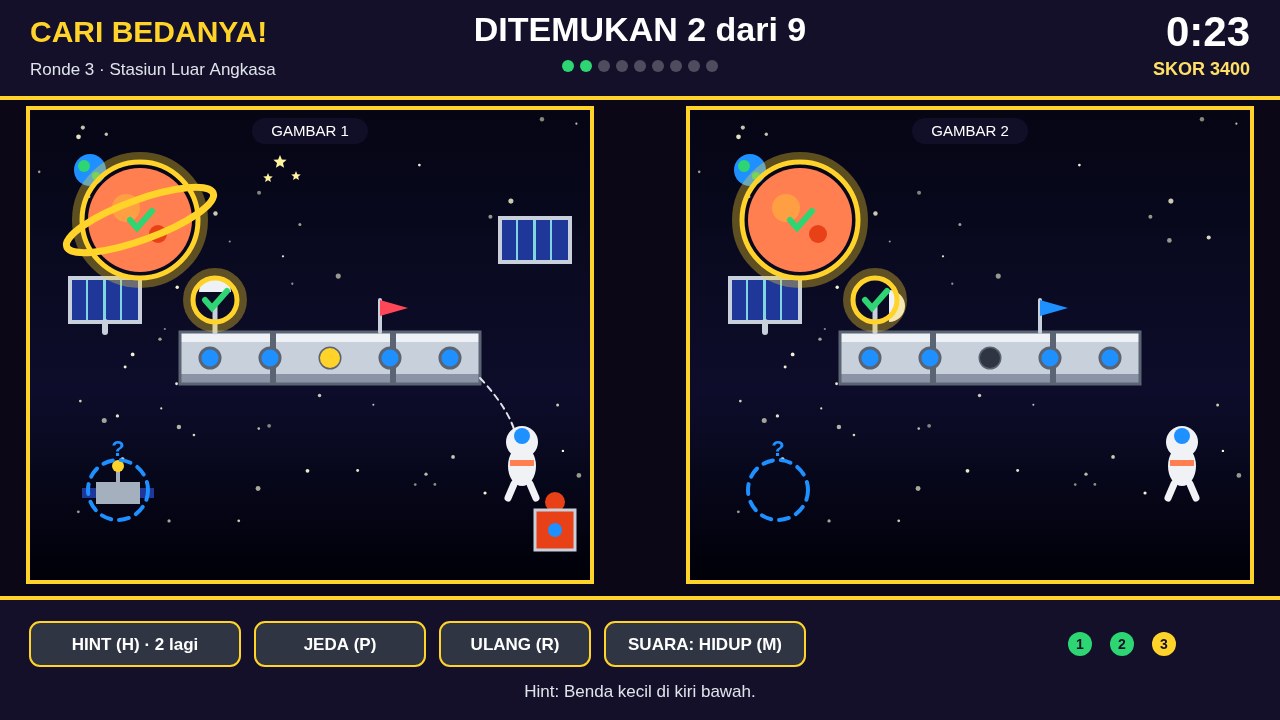 CARI BEDANYA!
Ronde 3 · Stasiun Luar Angkasa
DITEMUKAN 2 dari 9
0:23
SKOR 3400
GAMBAR 1
GAMBAR 2
?
?
HINT (H) · 2 lagi
JEDA (P)
ULANG (R)
SUARA: HIDUP (M)
1
2
3
Hint: Benda kecil di kiri bawah.